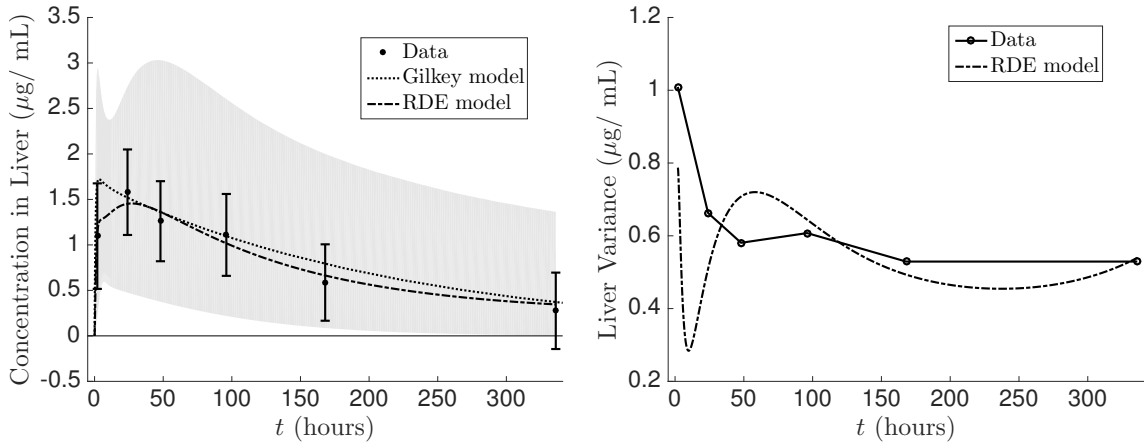 3.5
3
2.5
2
1.5
1
0.5
0
-0.5
Concentration in Liver (μg/ mL)
Data
Gilkey model
RDE model
0 50 100 150 200 250 300
t (hours)
1.2
1
0.8
0.6
0.4
0.2
Liver Variance (μg/ mL)
Data
RDE model
0 50 100 150 200 250 300
t (hours)